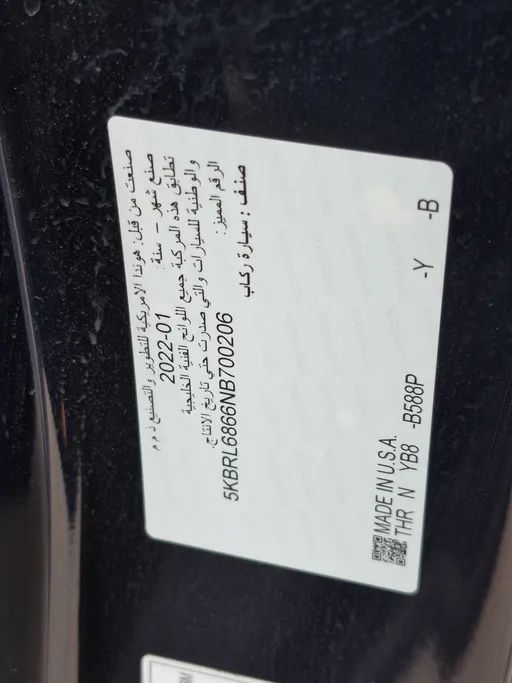 صنعت من قبل: هوندا الامريكية للتطوير والتصنيع ذ م م
صنع شهر - سنة: 2022-01
تطابق هذه المركبة جميع اللوائح الفنية الخليجية
والوطنية للسيارات والتي صدرت حتى تاريخ الانتاج.
الرقم المميز: 5KBRL6866NB700206
صنف : سيارة ركاب
MADE IN U.S.A.
THR N YB8 -B588P -Y -B